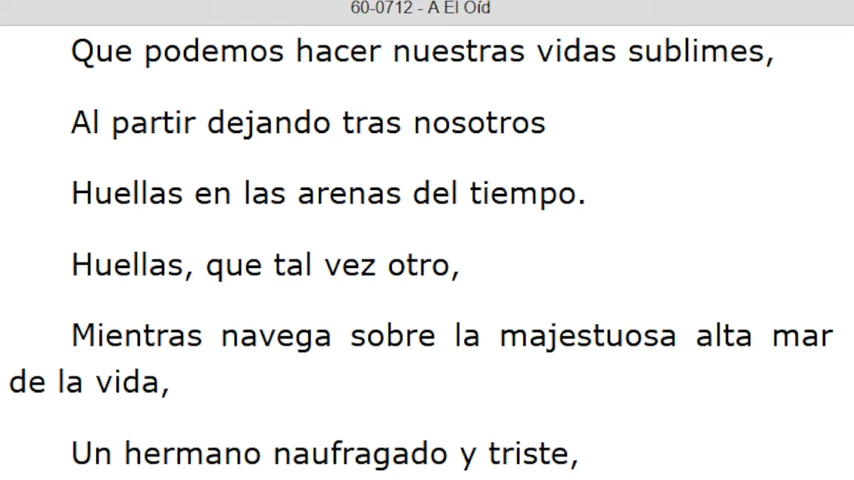 60-0712 - A El Oíd
Que podemos hacer nuestras vidas sublimes,
Al partir dejando tras nosotros
Huellas en las arenas del tiempo.
Huellas, que tal vez otro,
Mientras navega sobre la majestuosa alta mar
de la vida,
Un hermano naufragado y triste,